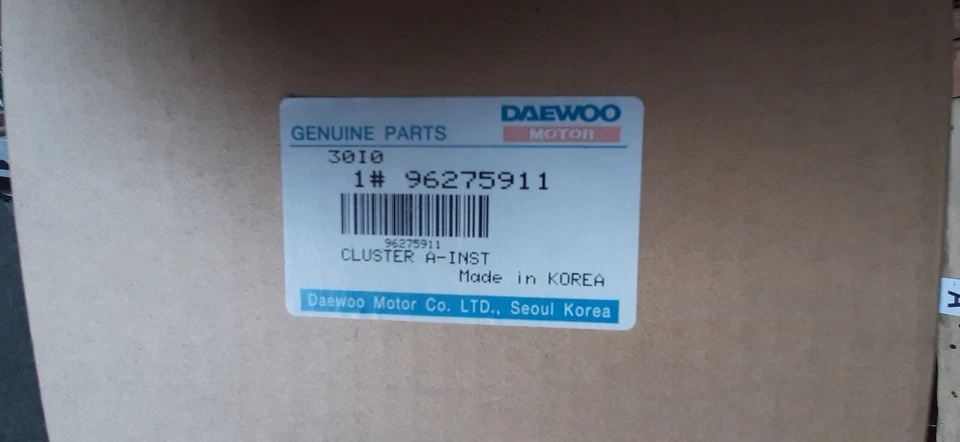 DAEWOO
GENUINE PARTS MOTOR
30I0
1# 96275911
96275911
CLUSTER A-INST
Made in KOREA
Daewoo Motor Co. LTD., Seoul Korea
A